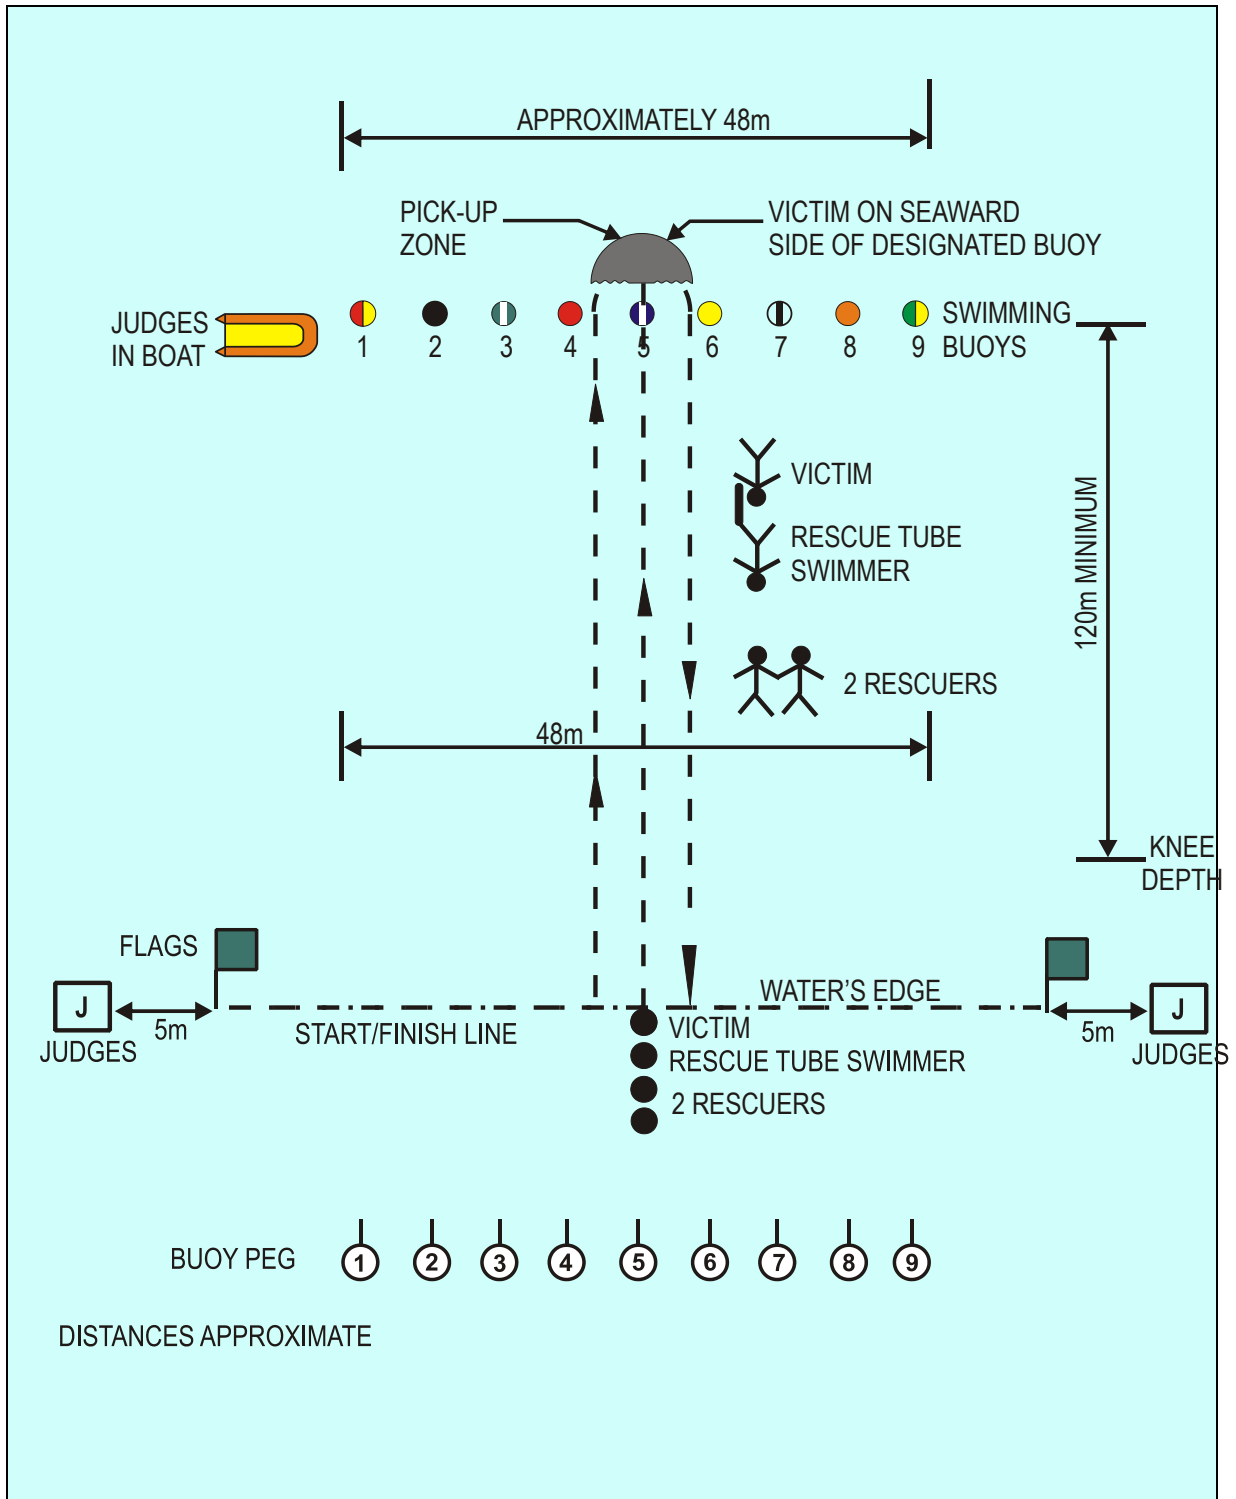 APPROXIMATELY 48m
PICK-UP
ZONE
VICTIM ON SEAWARD
SIDE OF DESIGNATED BUOY
JUDGES
IN BOAT
1 2 3 4 5 6 7 8 9
SWIMMING
BUOYS
VICTIM
RESCUE TUBE
SWIMMER
120m MINIMUM
2 RESCUERS
48m
KNEE
DEPTH
FLAGS
J
5m
JUDGES
WATER'S EDGE
START/FINISH LINE
J
5m
JUDGES
VICTIM
RESCUE TUBE SWIMMER
2 RESCUERS
BUOY PEG
1 2 3 4 5 6 7 8 9
DISTANCES APPROXIMATE